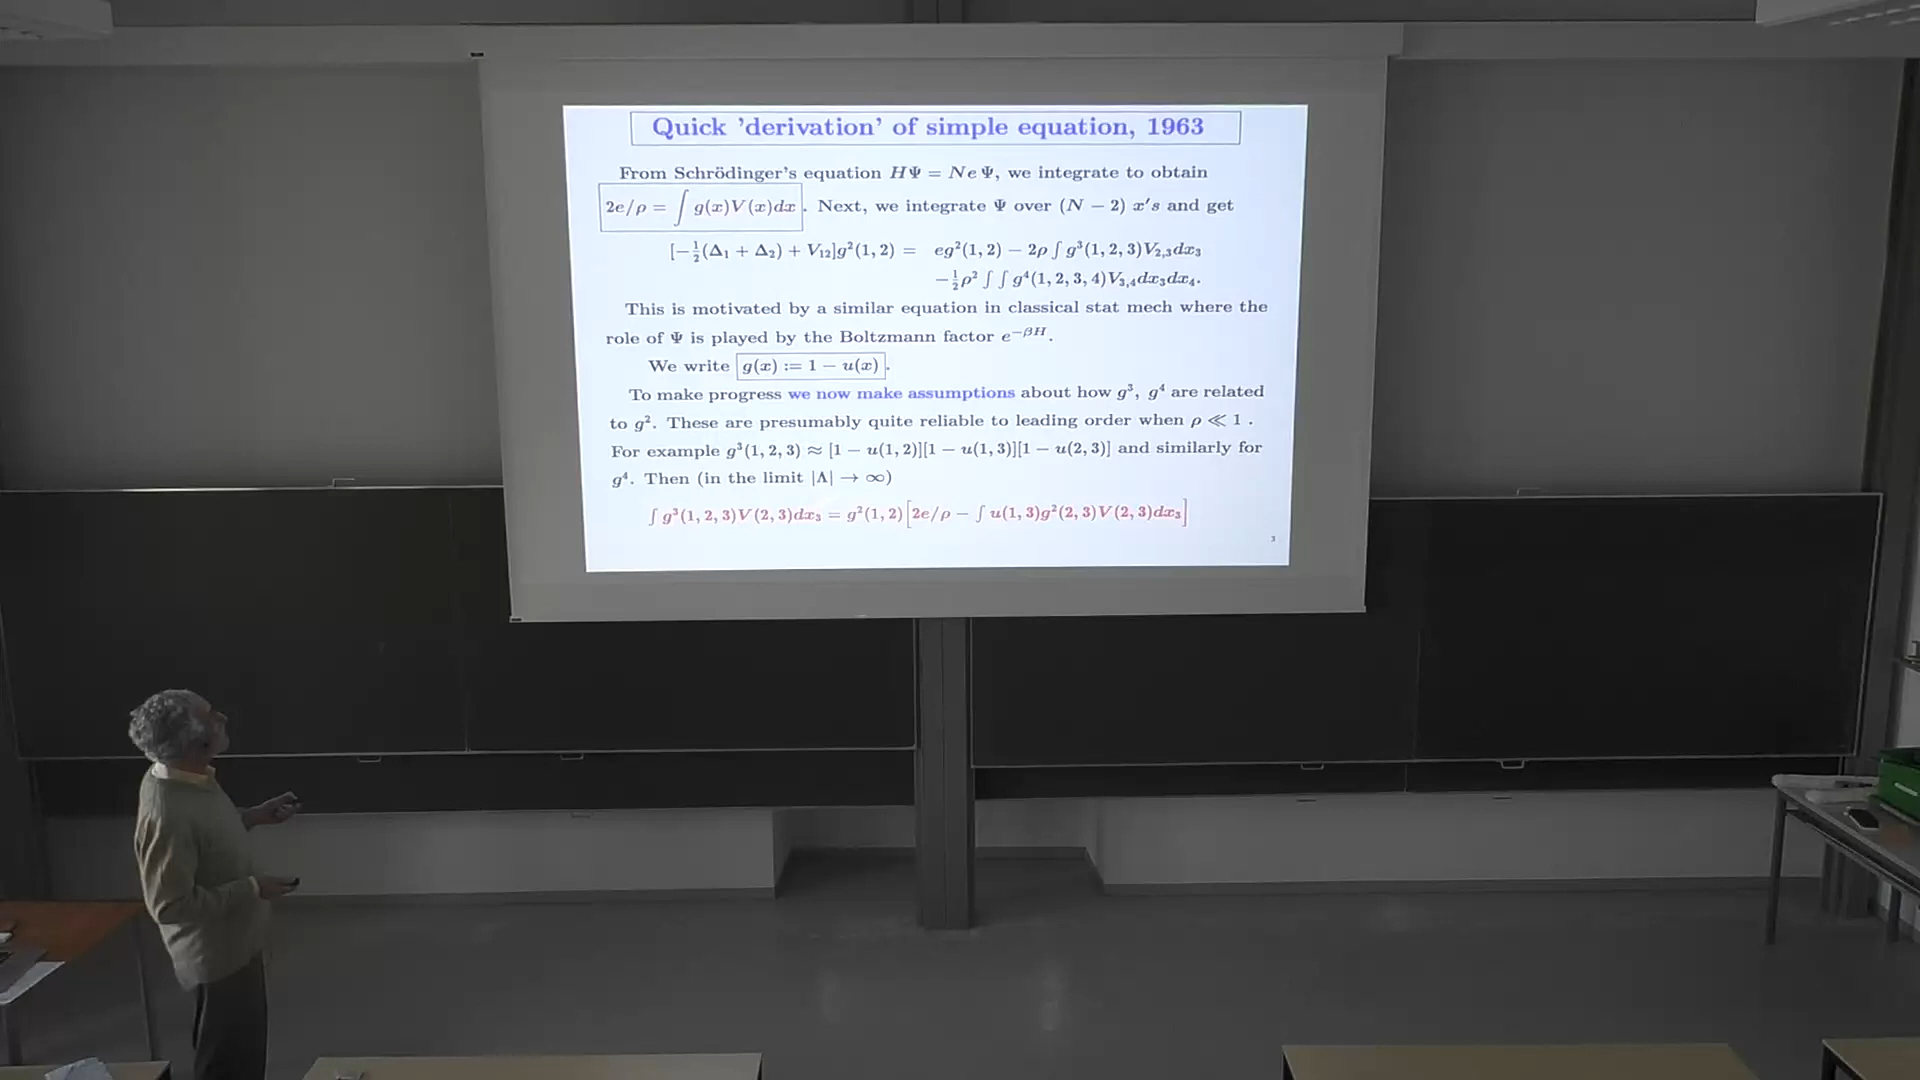 Quick 'derivation' of simple equation, 1963
From Schrödinger's equation HΨ = Ne Ψ, we integrate to obtain
2e/ρ = ∫ g(x)V(x)dx . Next, we integrate Ψ over (N − 2) x's and get
[−½(Δ₁ + Δ₂) + V₁₂]g²(1, 2) = eg²(1, 2) − 2ρ ∫ g³(1, 2, 3)V₂,₃dx₃
−½ρ² ∫ ∫ g⁴(1, 2, 3, 4)V₃,₄dx₃dx₄.
This is motivated by a similar equation in classical stat mech where the
role of Ψ is played by the Boltzmann factor e^{−βH}.
We write g(x) := 1 − u(x) .
To make progress we now make assumptions about how g³, g⁴ are related
to g². These are presumably quite reliable to leading order when ρ ≪ 1 .
For example g³(1, 2, 3) ≈ [1 − u(1, 2)][1 − u(1, 3)][1 − u(2, 3)] and similarly for
g⁴. Then (in the limit |Λ| → ∞)
∫ g³(1, 2, 3)V(2, 3)dx₃ = g²(1, 2)[2e/ρ − ∫ u(1, 3)g²(2, 3)V(2, 3)dx₃]
3